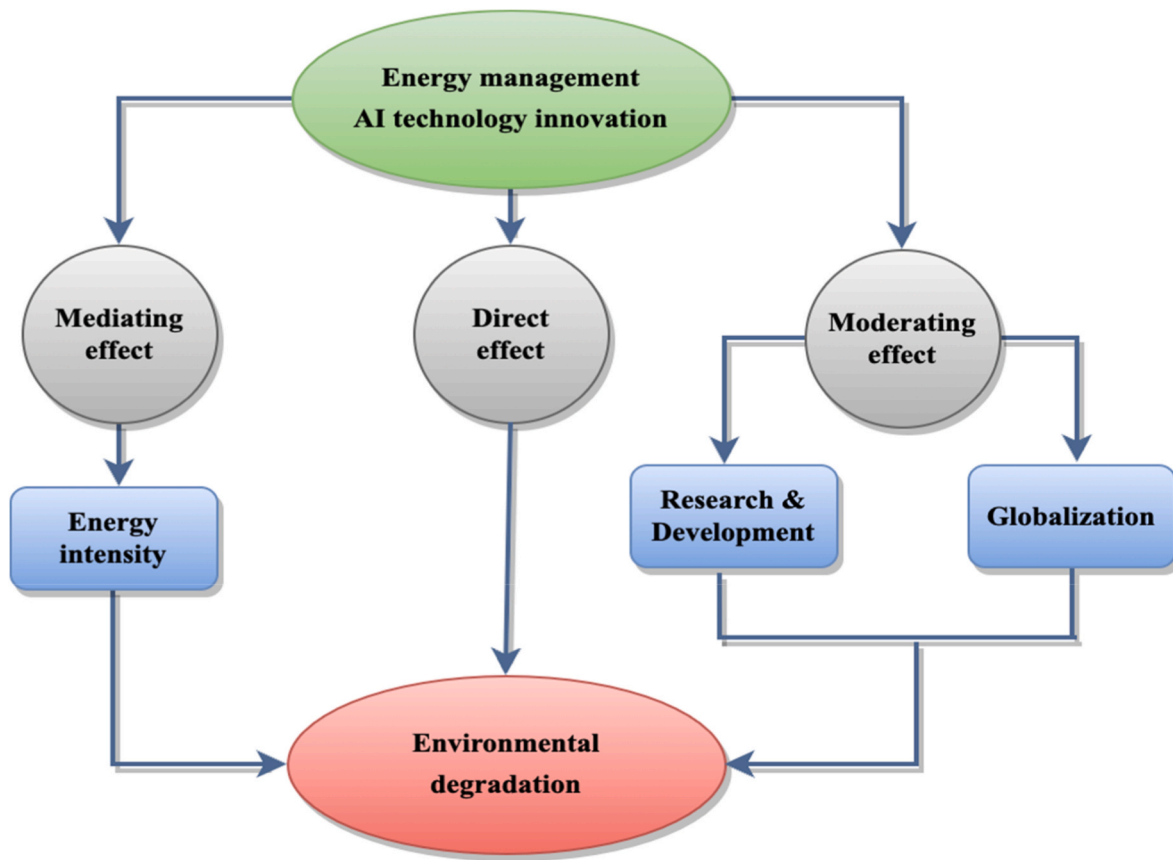 Energy management
AI technology innovation
Mediating
effect
Direct
effect
Moderating
effect
Energy
intensity
Research &
Development
Globalization
Environmental
degradation